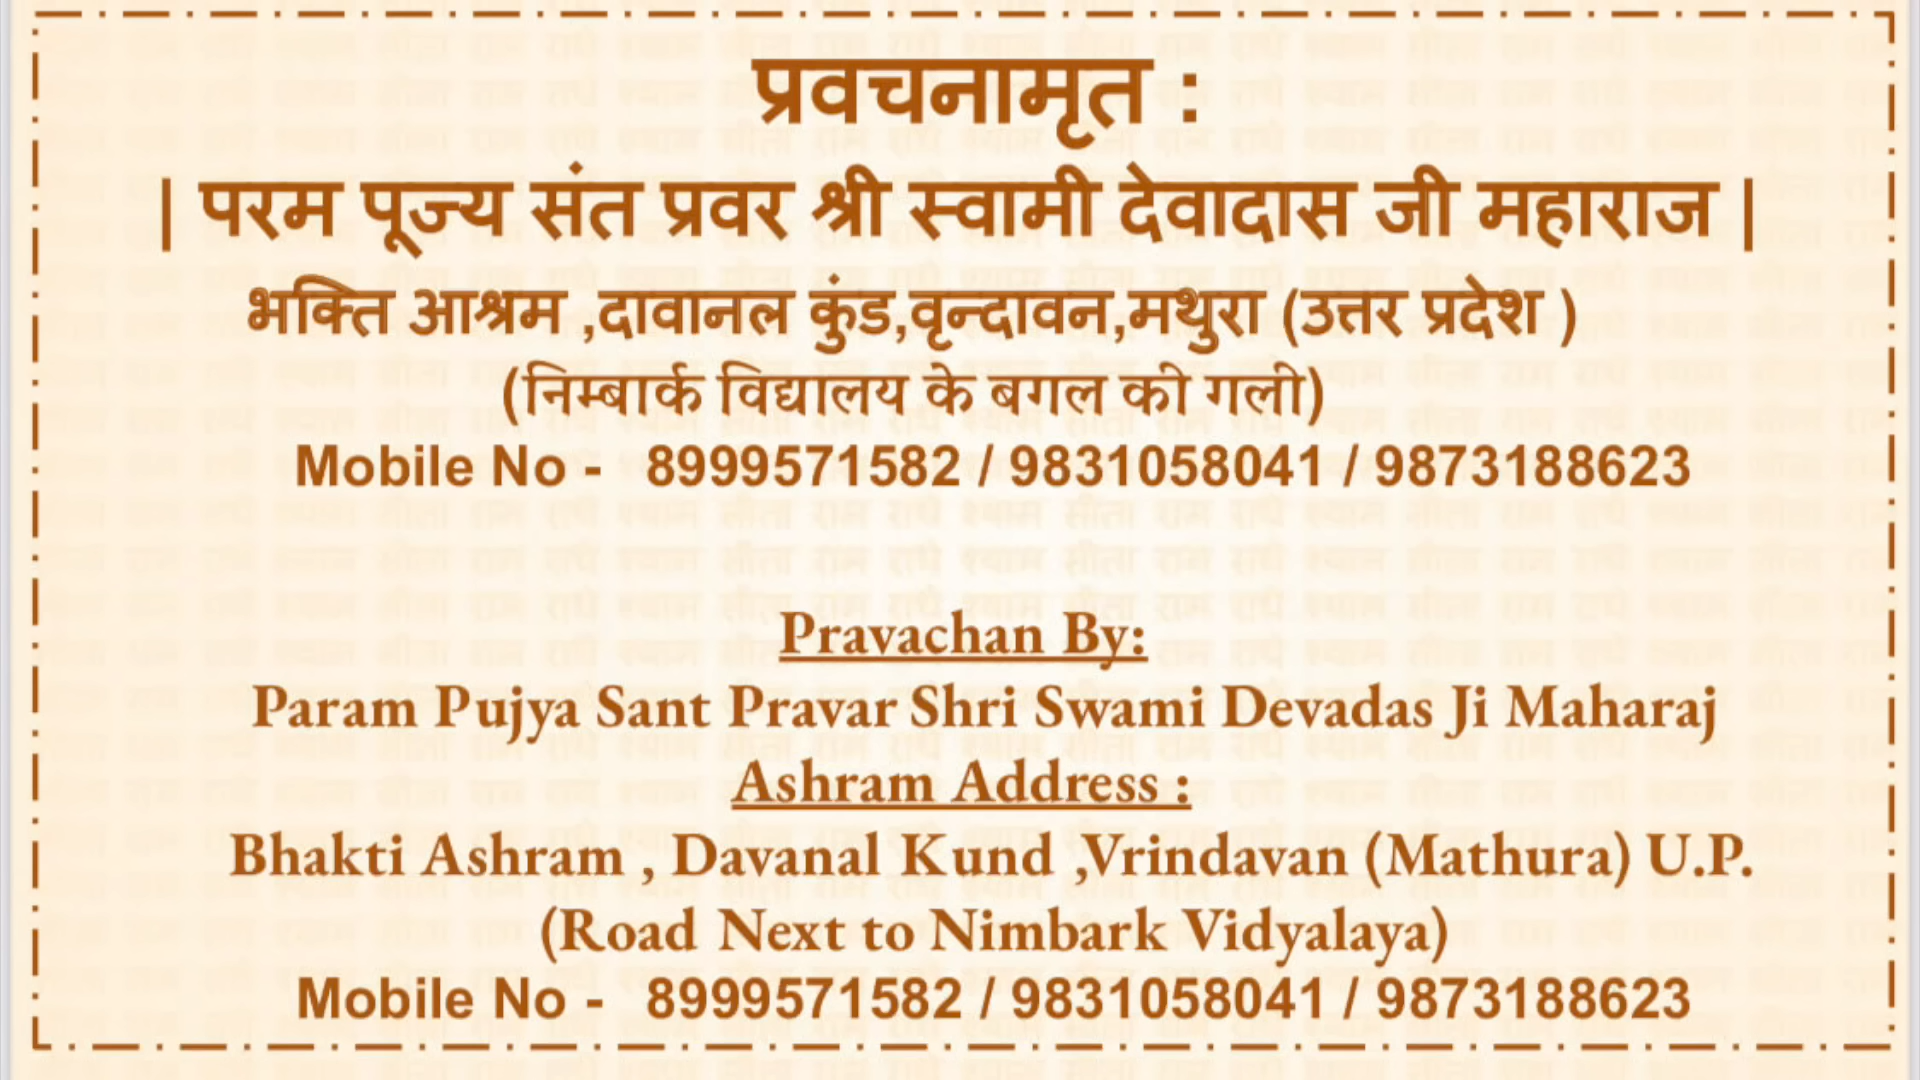 प्रवचनामृत :
| परम पूज्य संत प्रवर श्री स्वामी देवादास जी महाराज |
भक्ति आश्रम ,दावानल कुंड,वृन्दावन,मथुरा (उत्तर प्रदेश )
(निम्बार्क विद्यालय के बगल की गली)
Mobile No - 8999571582 / 9831058041 / 9873188623
Pravachan By:
Param Pujya Sant Pravar Shri Swami Devadas Ji Maharaj
Ashram Address :
Bhakti Ashram , Davanal Kund ,Vrindavan (Mathura) U.P.
(Road Next to Nimbark Vidyalaya)
Mobile No - 8999571582 / 9831058041 / 9873188623